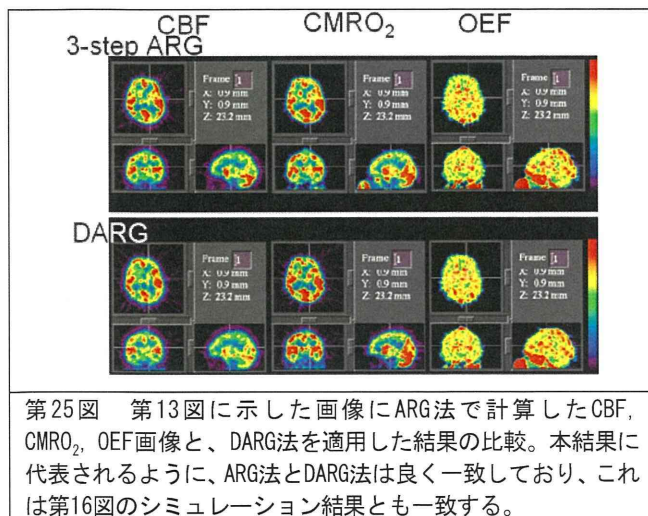 CBF CMRO₂ OEF
3-step ARG
Frame 1 Frame 1 Frame 1
X: 0.9 mm X: 0.9 mm X: 0.9 mm
Y: 0.9 mm Y: 0.9 mm Y: 0.9 mm
Z: 23.2 mm Z: 23.2 mm Z: 23.2 mm
DARG
Frame 1 Frame 1 Frame 1
X: 0.9 mm X: 0.9 mm X: 0.9 mm
Y: 0.9 mm Y: 0.9 mm Y: 0.9 mm
Z: 23.2 mm Z: 23.2 mm Z: 23.2 mm
第25図 第13図に示した画像にARG法で計算したCBF,
CMRO₂, OEF画像と、DARG法を適用した結果の比較。本結果に
代表されるように、ARG法とDARG法は良く一致しており、これ
は第16図のシミュレーション結果とも一致する。